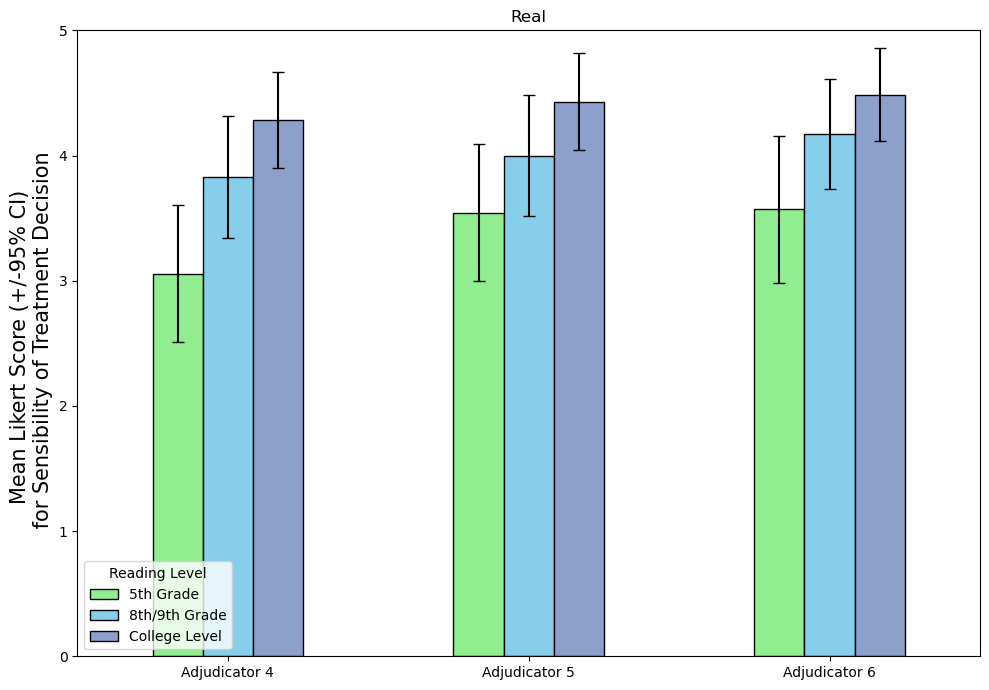 Real
Mean Likert Score (+/-95% CI)
for Sensibility of Treatment Decision
5
4
3
2
1
0
Reading Level
5th Grade
8th/9th Grade
College Level
Adjudicator 4
Adjudicator 5
Adjudicator 6